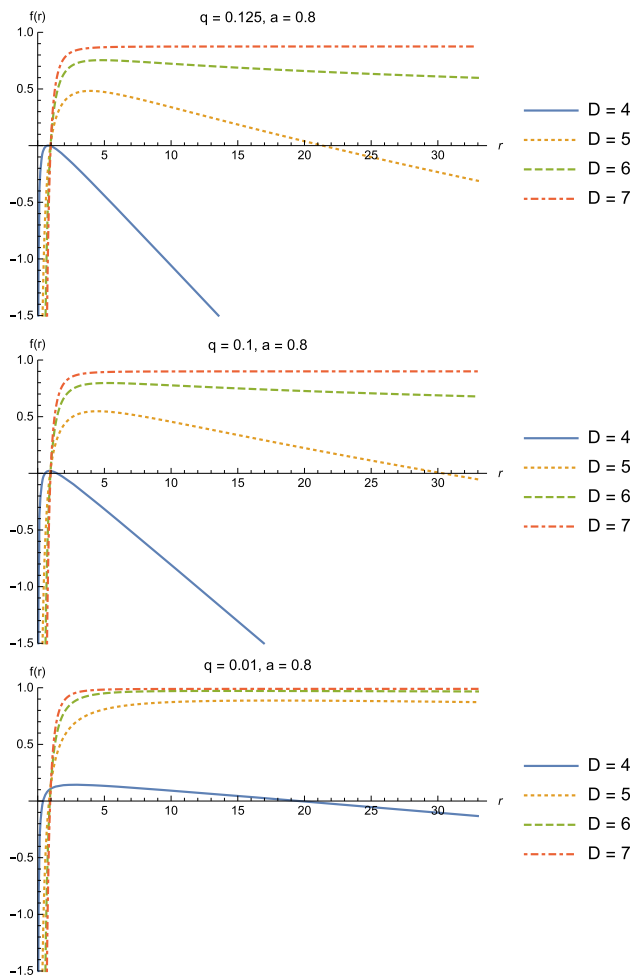 f(r)
q = 0.125, a = 0.8
1.0
0.5
5 10 15 20 25 30 r
−0.5
−1.0
−1.5
D = 4
D = 5
D = 6
D = 7
f(r)
q = 0.1, a = 0.8
1.0
0.5
5 10 15 20 25 30 r
−0.5
−1.0
−1.5
D = 4
D = 5
D = 6
D = 7
f(r)
q = 0.01, a = 0.8
1.0
0.5
5 10 15 20 25 30 r
−0.5
−1.0
−1.5
D = 4
D = 5
D = 6
D = 7